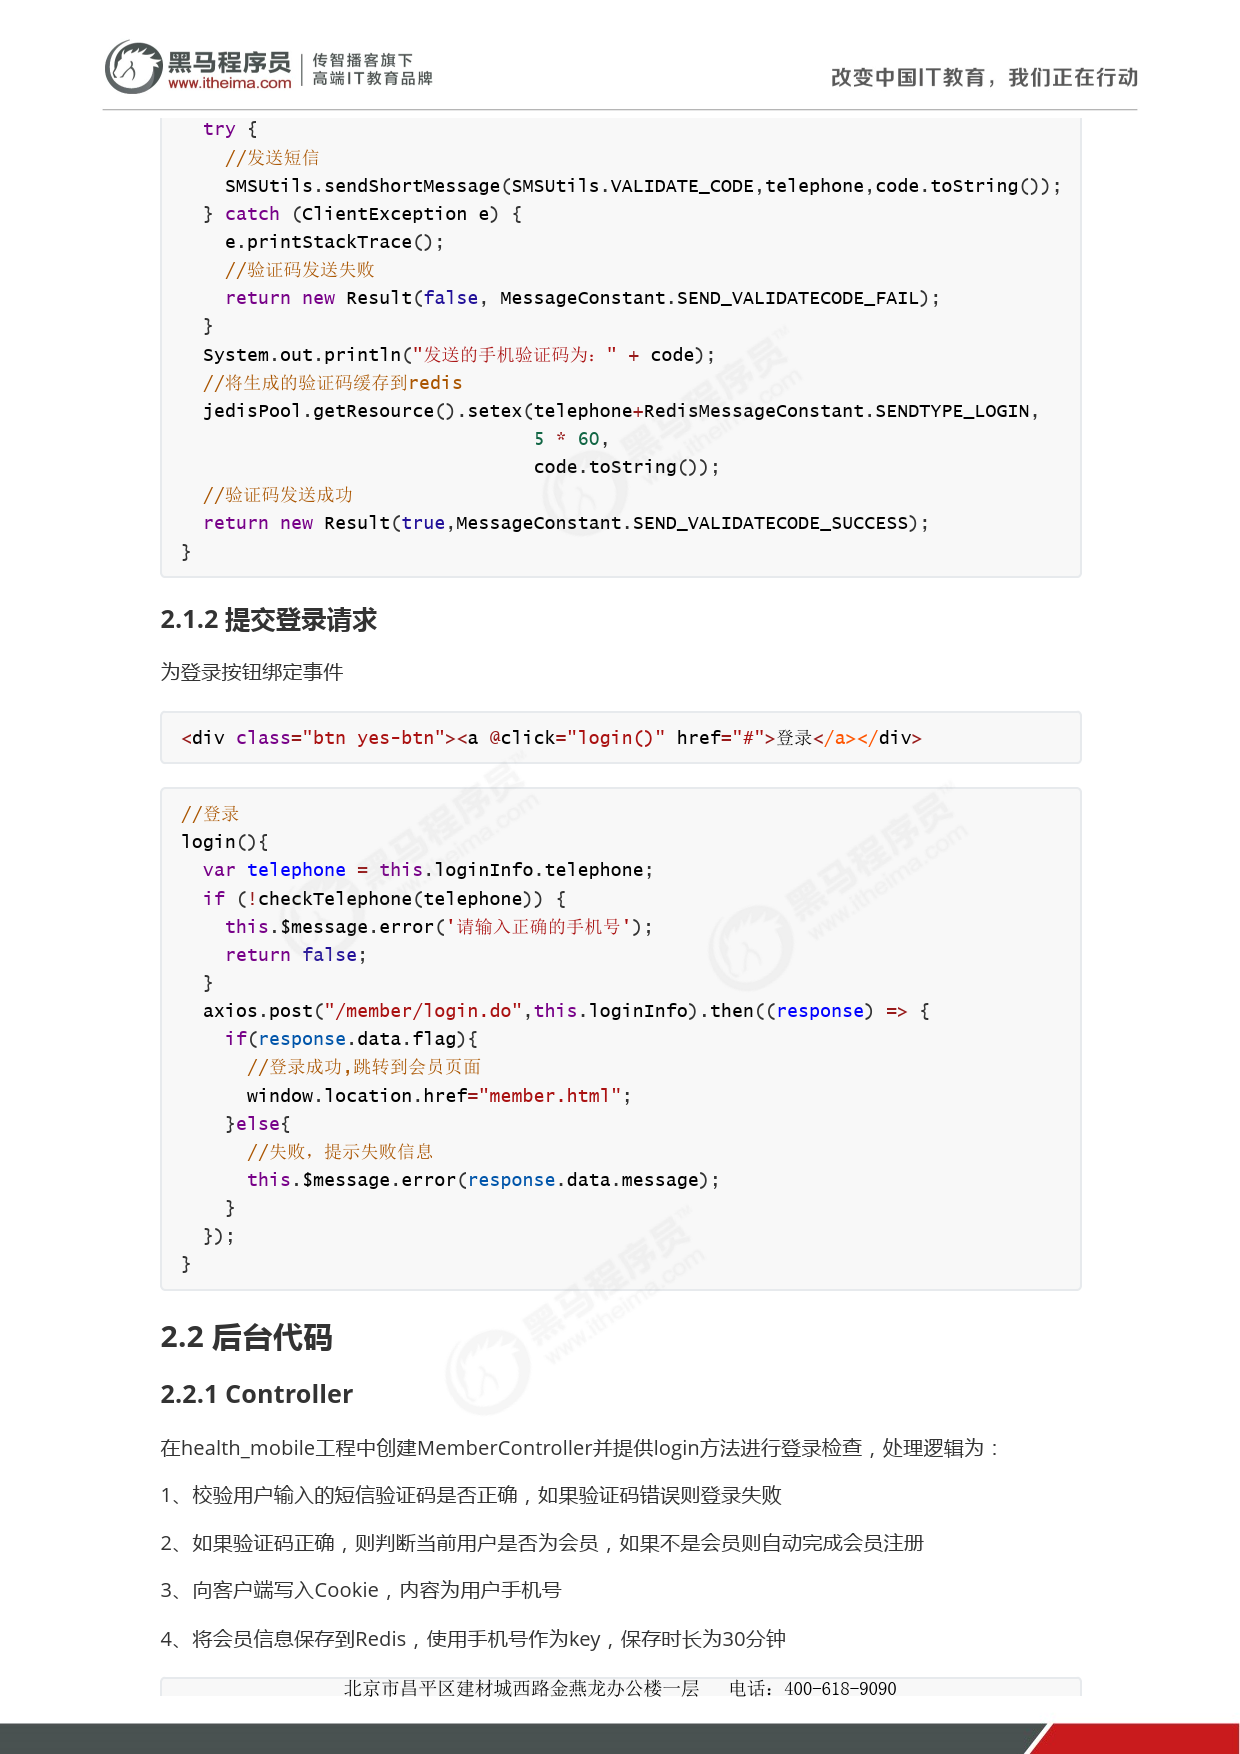 黑马程序员
www.itheima.com
传智播客旗下
高端IT教育品牌
改变中国IT教育，我们正在行动
try {
//发送短信
SMSUtils.sendShortMessage(SMSUtils.VALIDATE_CODE,telephone,code.toString());
} catch (ClientException e) {
e.printStackTrace();
//验证码发送失败
return new Result(false, MessageConstant.SEND_VALIDATECODE_FAIL);
}
System.out.println("发送的手机验证码为：" + code);
//将生成的验证码缓存到redis
jedisPool.getResource().setex(telephone+RedisMessageConstant.SENDTYPE_LOGIN,
5 * 60,
code.toString());
//验证码发送成功
return new Result(true,MessageConstant.SEND_VALIDATECODE_SUCCESS);
}
2.1.2 提交登录请求
为登录按钮绑定事件
<div class="btn yes-btn"><a @click="login()" href="#">登录</a></div>
//登录
login(){
var telephone = this.loginInfo.telephone;
if (!checkTelephone(telephone)) {
this.$message.error('请输入正确的手机号');
return false;
}
axios.post("/member/login.do",this.loginInfo).then((response) => {
if(response.data.flag){
//登录成功,跳转到会员页面
window.location.href="member.html";
}else{
//失败，提示失败信息
this.$message.error(response.data.message);
}
});
}
2.2 后台代码
2.2.1 Controller
在health_mobile工程中创建MemberController并提供login方法进行登录检查，处理逻辑为：
1、校验用户输入的短信验证码是否正确，如果验证码错误则登录失败
2、如果验证码正确，则判断当前用户是否为会员，如果不是会员则自动完成会员注册
3、向客户端写入Cookie，内容为用户手机号
4、将会员信息保存到Redis，使用手机号作为key，保存时长为30分钟
北京市昌平区建材城西路金燕龙办公楼一层 电话：400-618-9090